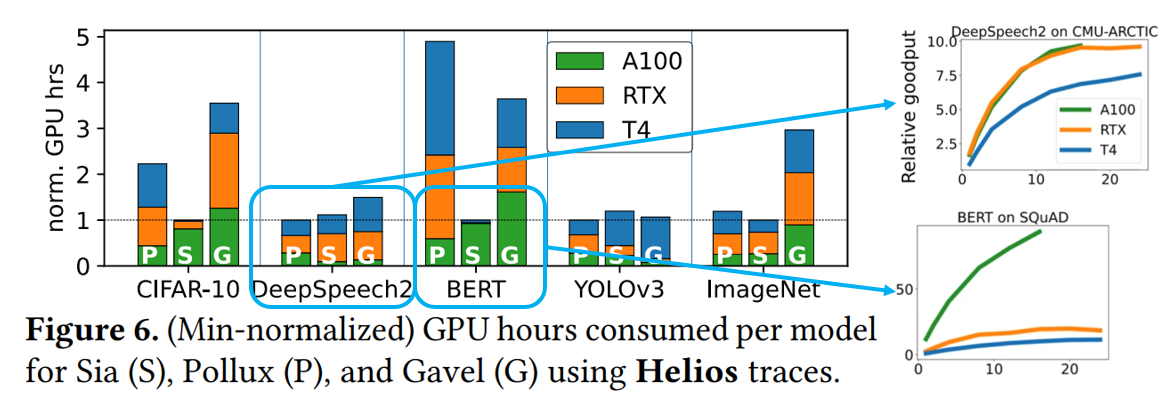 5
4
3
2
1
0
norm. GPU hrs
A100
RTX
T4
P S G
P S G
P S G
P S G
P S G
CIFAR-10
DeepSpeech2
BERT
YOLOv3
ImageNet
DeepSpeech2 on CMU-ARCTIC
Relative goodput
10.0
7.5
5.0
2.5
A100
RTX
T4
0
10
20
BERT on SQuAD
50
0
10
20
Figure 6. (Min-normalized) GPU hours consumed per model
for Sia (S), Pollux (P), and Gavel (G) using Helios traces.